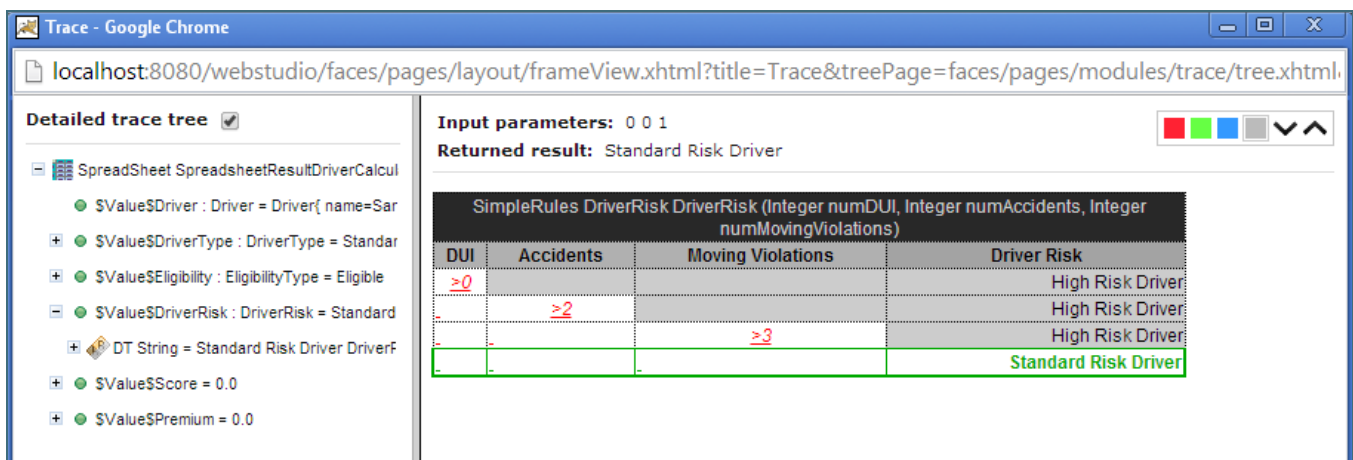 Trace - Google Chrome
localhost:8080/webstudio/faces/pages/layout/frameView.xhtml?title=Trace&treePage=faces/pages/modules/trace/tree.xhtml
Detailed trace tree
SpreadSheet SpreadsheetResultDriverCalcul
$Value$Driver : Driver = Driver{ name=Sar
$Value$DriverType : DriverType = Standar
$Value$Eligibility : EligibilityType = Eligible
$Value$DriverRisk : DriverRisk = Standard
DT String = Standard Risk Driver DriverF
$Value$Score = 0.0
$Value$Premium = 0.0
Input parameters: 0 0 1
Returned result: Standard Risk Driver
SimpleRules DriverRisk DriverRisk (Integer numDUI, Integer numAccidents, Integer
numMovingViolations)
DUI Accidents Moving Violations Driver Risk
>0 High Risk Driver
>2 High Risk Driver
>3 High Risk Driver
Standard Risk Driver